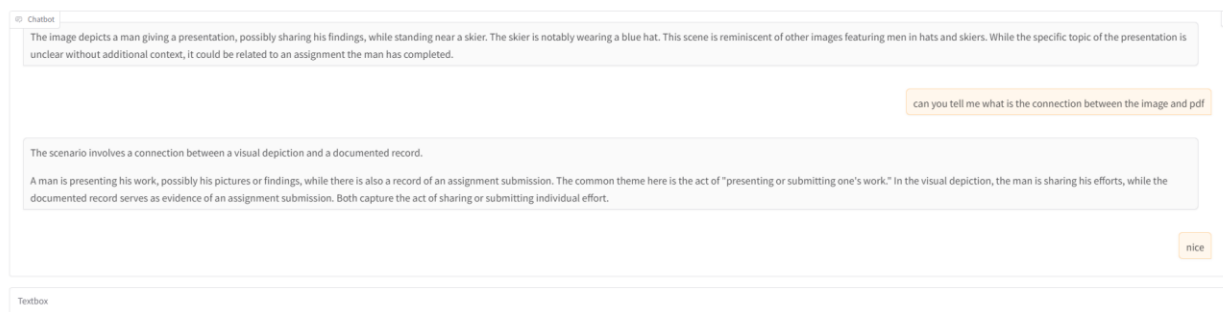 Chatbot
The image depicts a man giving a presentation, possibly sharing his findings, while standing near a skier. The skier is notably wearing a blue hat. This scene is reminiscent of other images featuring men in hats and skiers. While the specific topic of the presentation is
unclear without additional context, it could be related to an assignment the man has completed.
can you tell me what is the connection between the image and pdf
The scenario involves a connection between a visual depiction and a documented record.
A man is presenting his work, possibly his pictures or findings, while there is also a record of an assignment submission. The common theme here is the act of "presenting or submitting one's work." In the visual depiction, the man is sharing his efforts, while the
documented record serves as evidence of an assignment submission. Both capture the act of sharing or submitting individual effort.
nice
Textbox